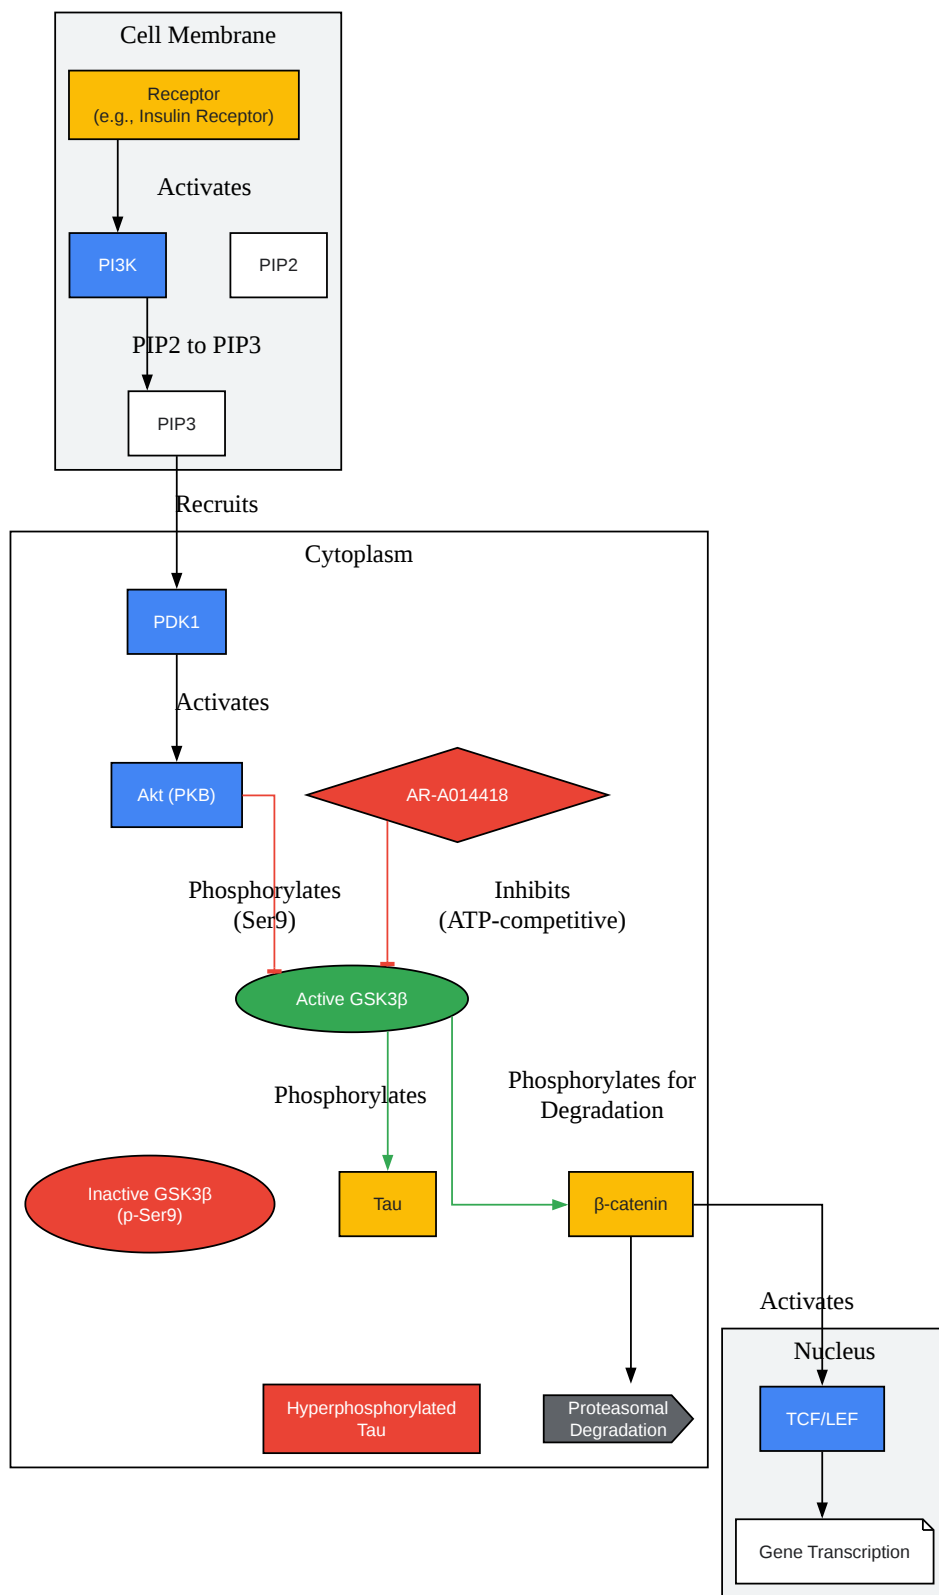 Cell Membrane
Receptor
(e.g., Insulin Receptor)
Activates
PI3K
PIP2
PIP2 to PIP3
PIP3
Recruits
Cytoplasm
PDK1
Activates
Akt (PKB)
AR-A014418
Phosphorylates
(Ser9)
Inhibits
(ATP-competitive)
Active GSK3β
Phosphorylates
Phosphorylates for
Degradation
Inactive GSK3β
(p-Ser9)
Tau
β-catenin
Activates
Nucleus
Hyperphosphorylated
Tau
Proteasomal
Degradation
TCF/LEF
Gene Transcription